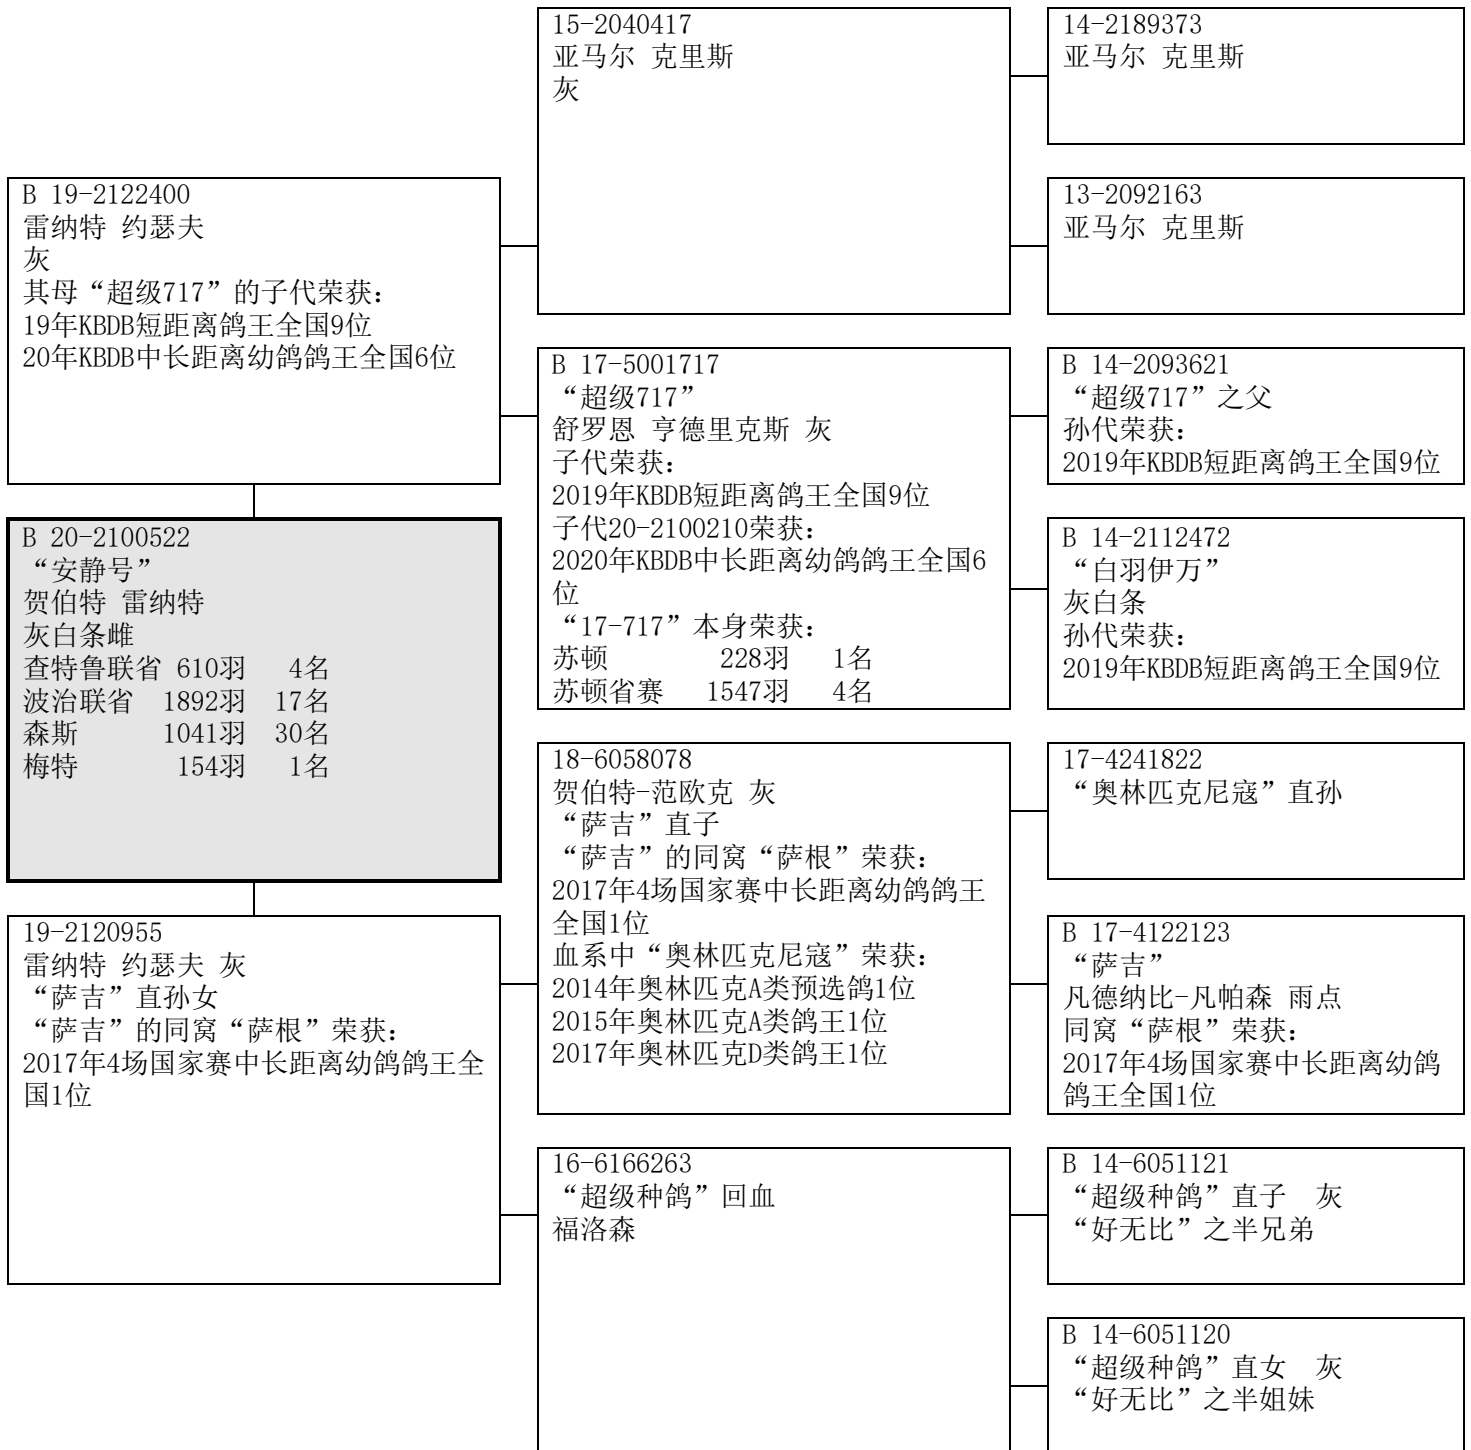 15-2040417
亚马尔 克里斯
灰
14-2189373
亚马尔 克里斯
B 19-2122400
雷纳特 约瑟夫
灰
其母“超级717”的子代荣获：
19年KBDB短距离鸽王全国9位
20年KBDB中长距离幼鸽鸽王全国6位
13-2092163
亚马尔 克里斯
B 17-5001717
“超级717”
舒罗恩 亨德里克斯 灰
子代荣获：
2019年KBDB短距离鸽王全国9位
子代20-2100210荣获：
2020年KBDB中长距离幼鸽鸽王全国6
位
“17-717”本身荣获：
苏顿 228羽 1名
苏顿省赛 1547羽 4名
B 14-2093621
“超级717”之父
孙代荣获：
2019年KBDB短距离鸽王全国9位
B 20-2100522
“安静号”
贺伯特 雷纳特
灰白条雌
查特鲁联省 610羽 4名
波治联省 1892羽 17名
森斯 1041羽 30名
梅特 154羽 1名
B 14-2112472
“白羽伊万”
灰白条
孙代荣获：
2019年KBDB短距离鸽王全国9位
18-6058078
贺伯特-范欧克 灰
“萨吉”直子
“萨吉”的同窝“萨根”荣获：
2017年4场国家赛中长距离幼鸽鸽王
全国1位
血系中“奥林匹克尼寇”荣获：
2014年奥林匹克A类预选鸽1位
2015年奥林匹克A类鸽王1位
2017年奥林匹克D类鸽王1位
17-4241822
“奥林匹克尼寇”直孙
19-2120955
雷纳特 约瑟夫 灰
“萨吉”直孙女
“萨吉”的同窝“萨根”荣获：
2017年4场国家赛中长距离幼鸽鸽王全
国1位
B 17-4122123
“萨吉”
凡德纳比-凡帕森 雨点
同窝“萨根”荣获：
2017年4场国家赛中长距离幼鸽
鸽王全国1位
16-6166263
“超级种鸽”回血
福洛森
B 14-6051121
“超级种鸽”直子 灰
“好无比”之半兄弟
B 14-6051120
“超级种鸽”直女 灰
“好无比”之半姐妹